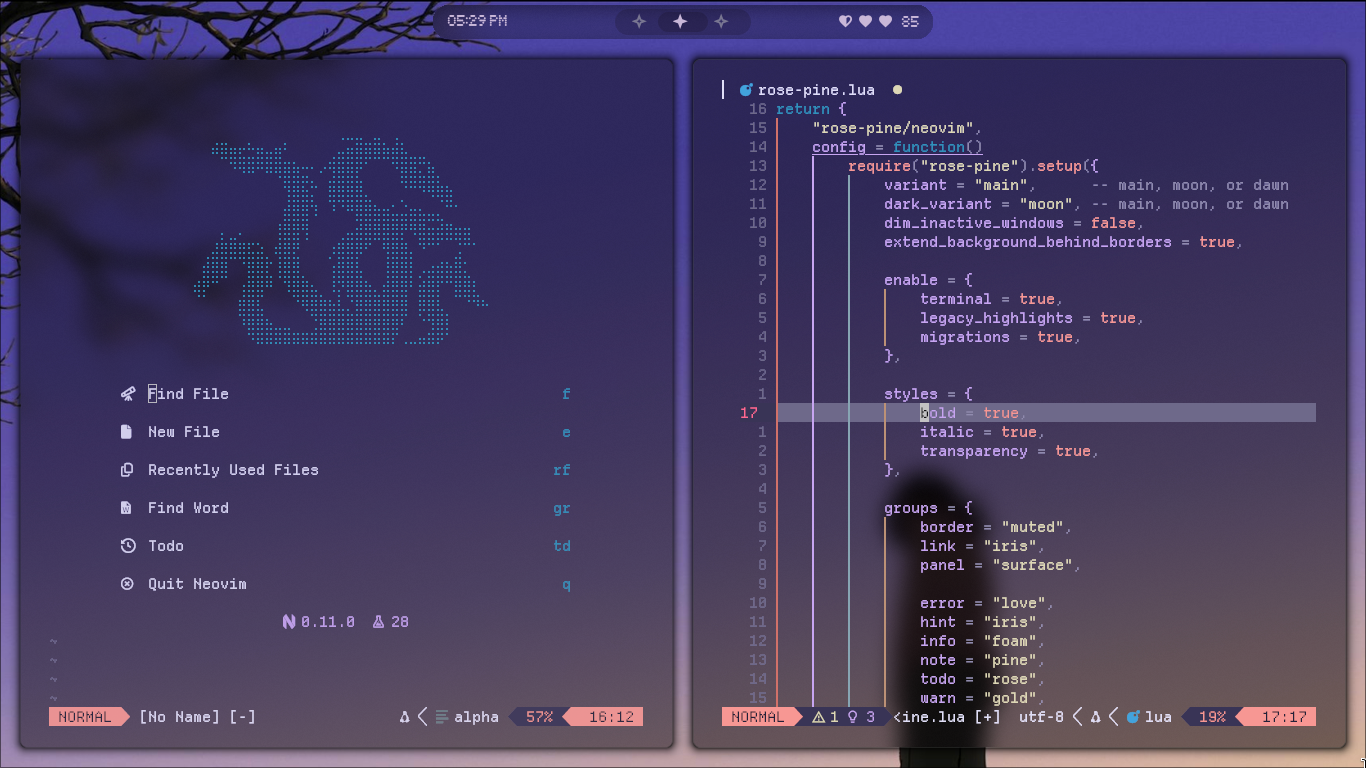 05:29 PM
85
Find File f
New File e
Recently Used Files rf
Find Word gr
Todo td
Quit Neovim q
0.11.0 28
~
~
~
~
NORMAL [No Name] [-] alpha 57% 16:12
rose-pine.lua
16 return {
15 "rose-pine/neovim",
14 config = function()
13 require("rose-pine").setup({
12 variant = "main", -- main, moon, or dawn
11 dark_variant = "moon", -- main, moon, or dawn
10 dim_inactive_windows = false,
9 extend_background_behind_borders = true,
8
7 enable = {
6 terminal = true,
5 legacy_highlights = true,
4 migrations = true,
3 },
2
1 styles = {
17 bold = true,
1 italic = true,
2 transparency = true,
3 },
4
5 groups = {
6 border = "muted",
7 link = "iris",
8 panel = "surface",
9
10 error = "love",
11 hint = "iris",
12 info = "foam",
13 note = "pine",
14 todo = "rose",
15 warn = "gold",
NORMAL 1 3 <ine.lua [+] utf-8 lua 19% 17:17